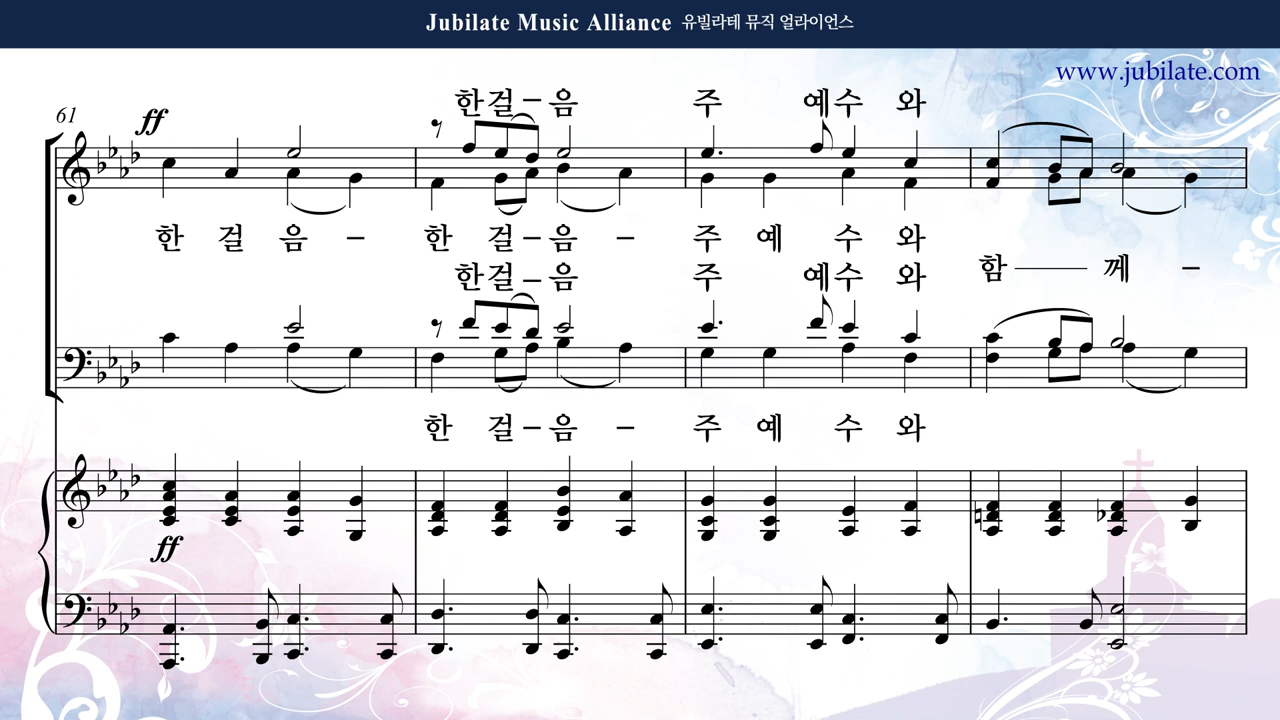 Jubilate Music Alliance 유빌라테 뮤직 얼라이언스
www.jubilate.com
61
ff
한걸–음 주 예수 와
한 걸 음 – 한 걸–음 – 주 예 수 와
한걸–음 주 예수 와 함 —— 께 –
한 걸–음 – 주 예 수 와
ff